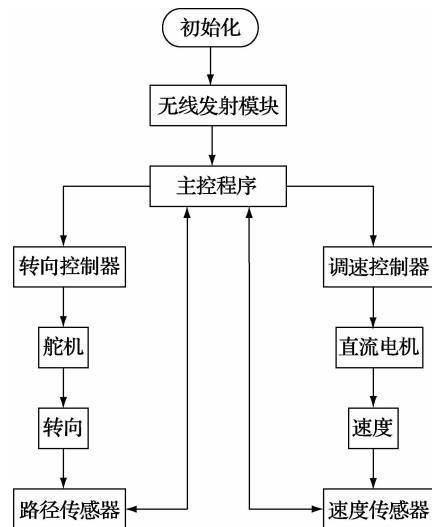 初始化
无线发射模块
主控程序
转向控制器
调速控制器
舵机
直流电机
转向
速度
路径传感器
速度传感器